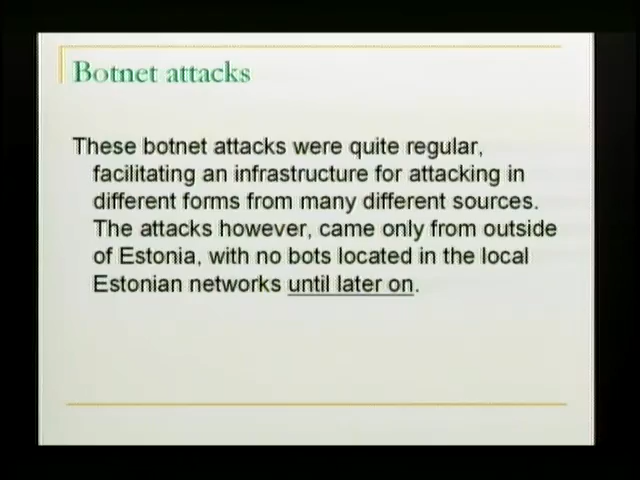 Botnet attacks
These botnet attacks were quite regular,
facilitating an infrastructure for attacking in
different forms from many different sources.
The attacks however, came only from outside
of Estonia, with no bots located in the local
Estonian networks until later on.